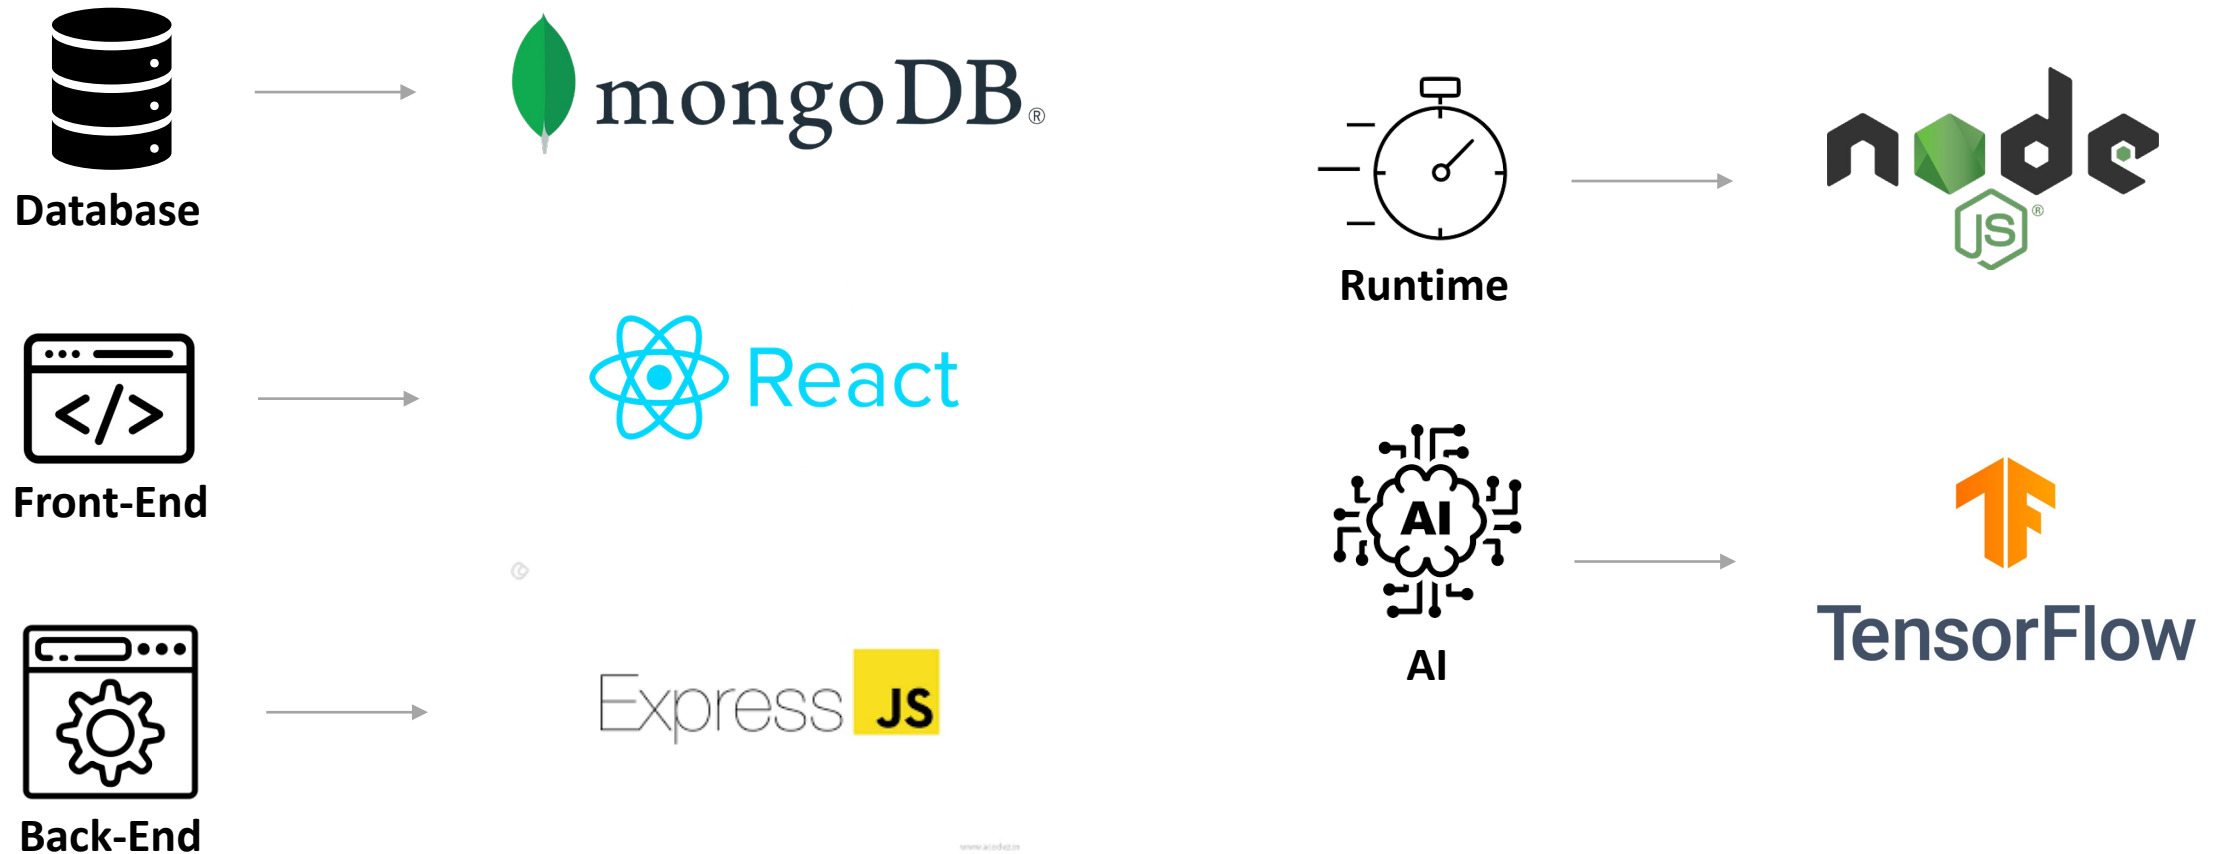 mongoDB®
Database
React
Front-End
Express JS
Back-End
node
JS®
Runtime
AI
AI
TensorFlow